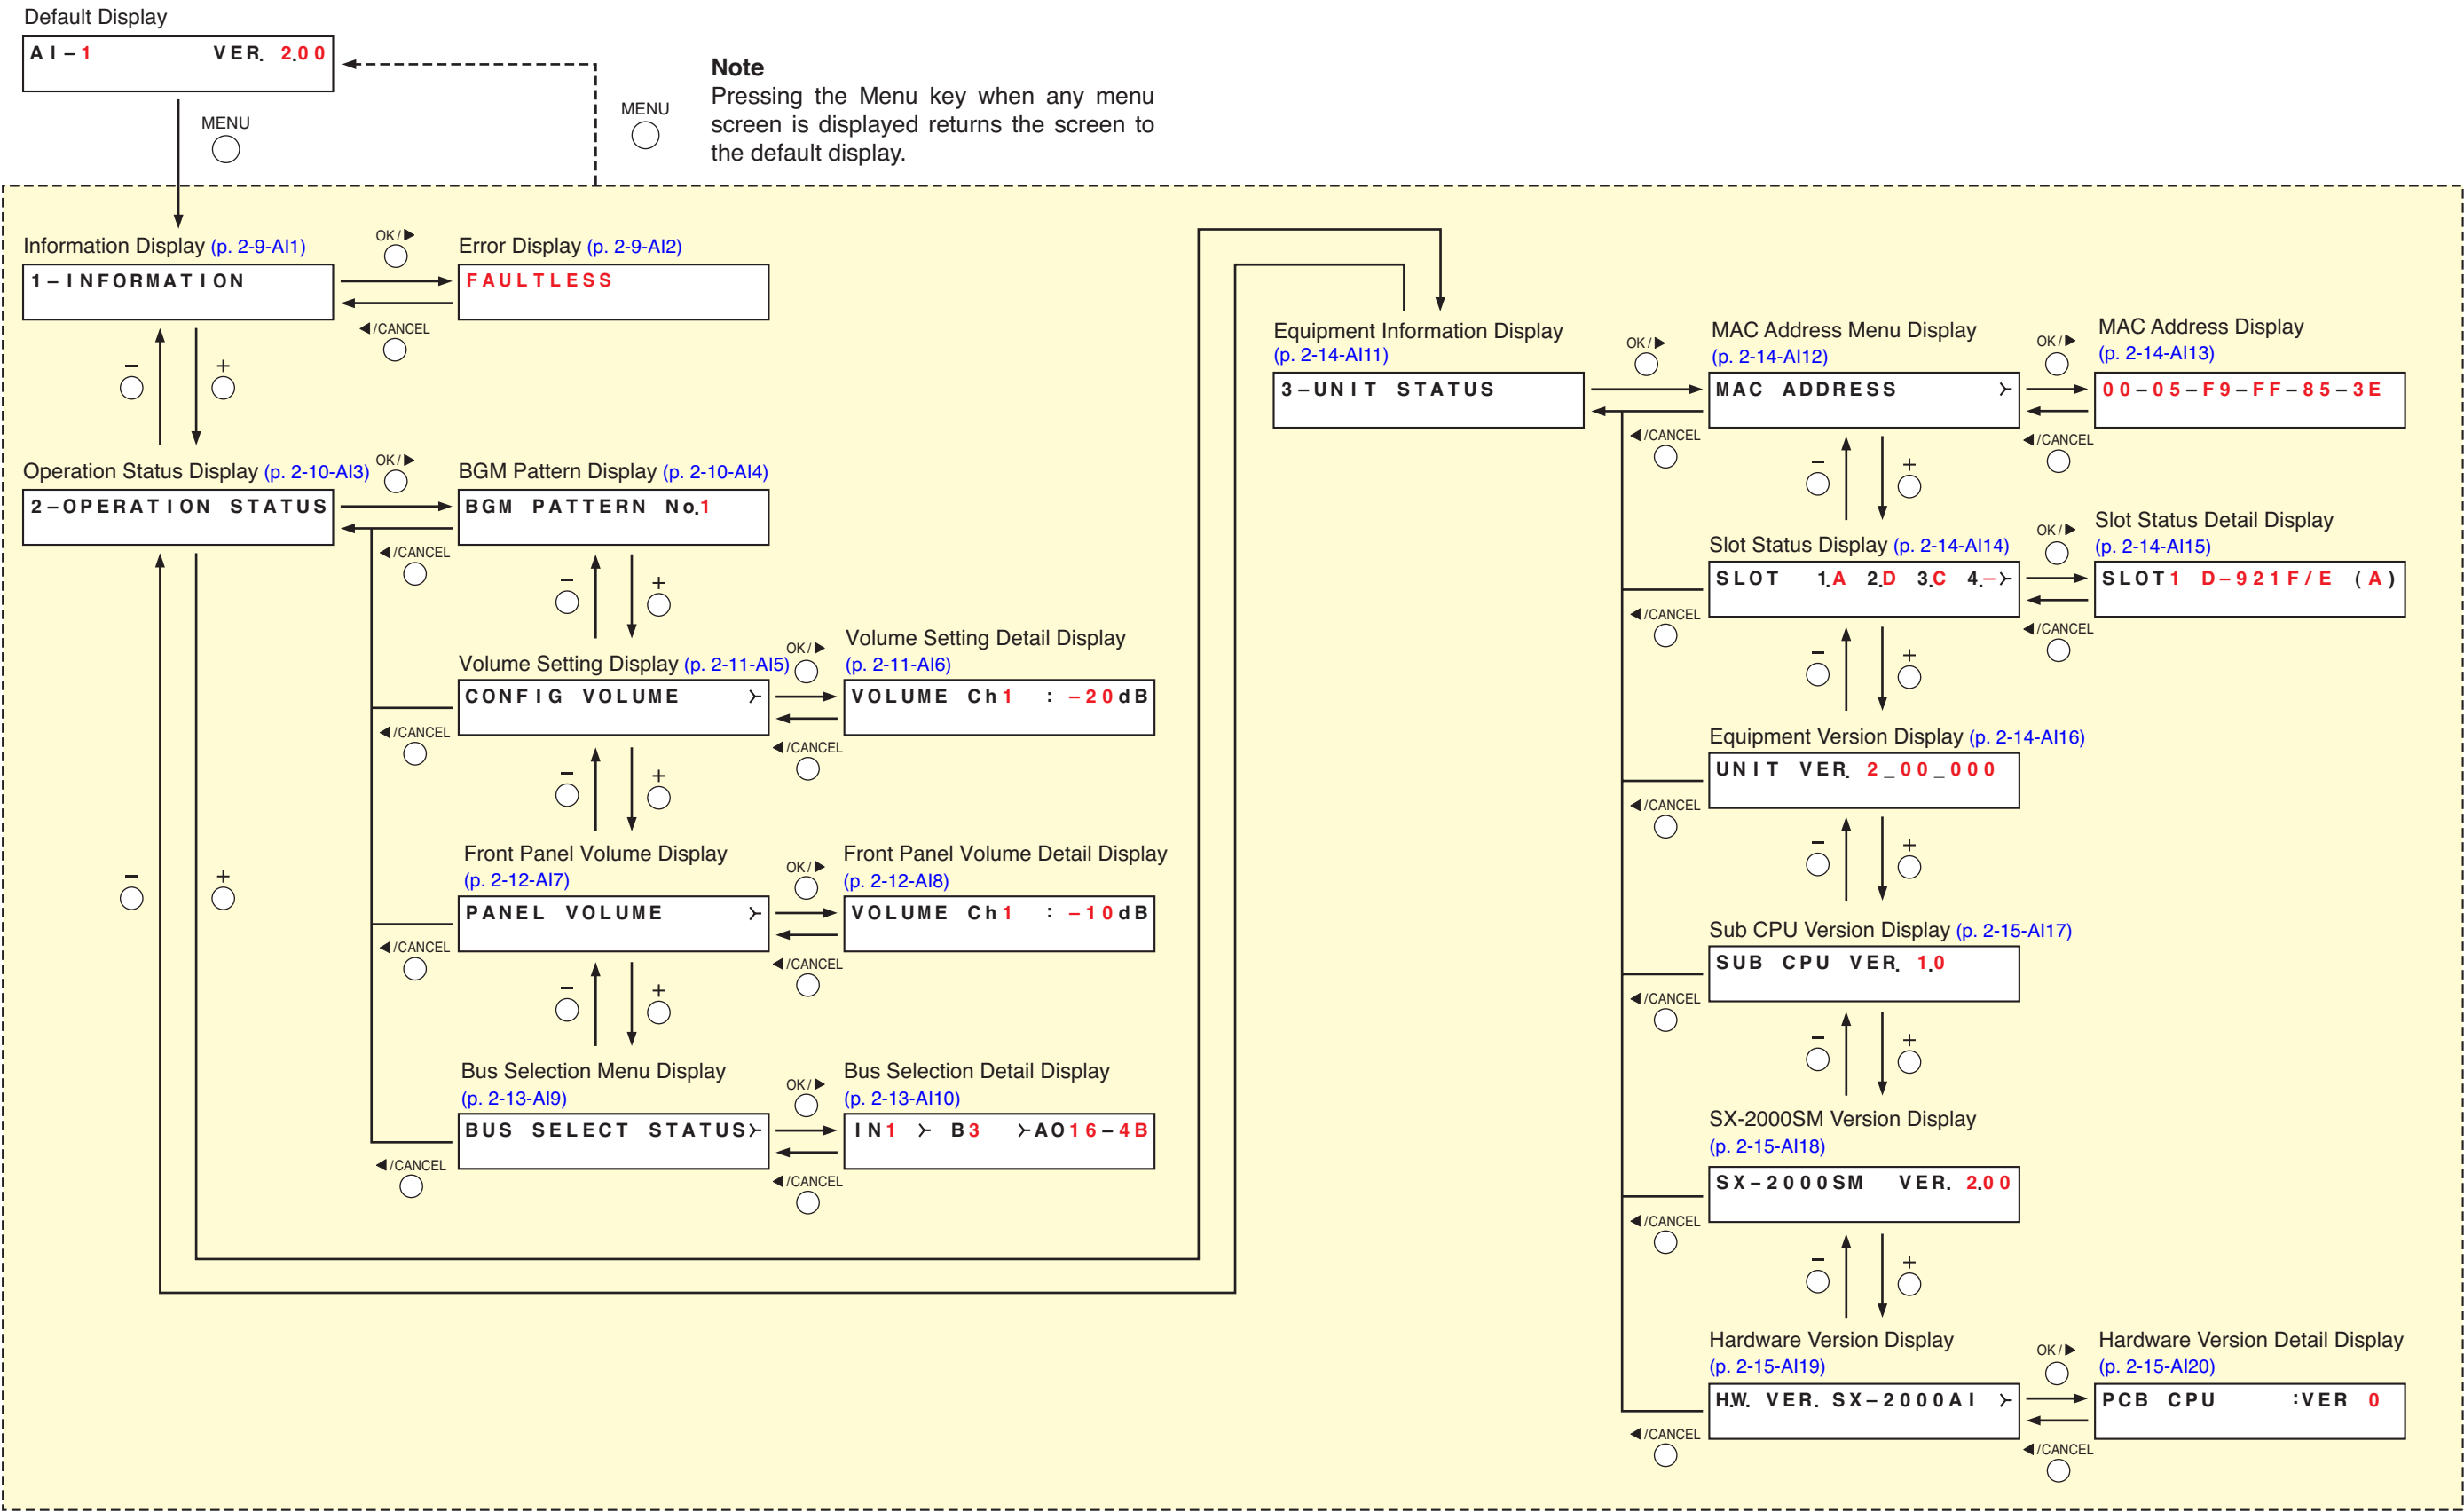 Default Display
AI-1 VER. 2.00
MENU
MENU
Note
Pressing the Menu key when any menu
screen is displayed returns the screen to
the default display.
Information Display (p. 2-9-AI1)
1-INFORMATION
OK/▶
◀/CANCEL
Error Display (p. 2-9-AI2)
FAULTLESS
−
+
Operation Status Display (p. 2-10-AI3)
2-OPERATION STATUS
OK/▶
◀/CANCEL
BGM Pattern Display (p. 2-10-AI4)
BGM PATTERN No.1
−
+
Volume Setting Display (p. 2-11-AI5)
CONFIG VOLUME ≻
◀/CANCEL
OK/▶
◀/CANCEL
Volume Setting Detail Display
(p. 2-11-AI6)
VOLUME Ch1 : -20dB
−
+
Front Panel Volume Display
(p. 2-12-AI7)
PANEL VOLUME ≻
◀/CANCEL
OK/▶
◀/CANCEL
Front Panel Volume Detail Display
(p. 2-12-AI8)
VOLUME Ch1 : -10dB
−
+
−
+
Bus Selection Menu Display
(p. 2-13-AI9)
BUS SELECT STATUS≻
◀/CANCEL
OK/▶
◀/CANCEL
Bus Selection Detail Display
(p. 2-13-AI10)
IN1 ≻ B3 ≻AO16-4B
Equipment Information Display
(p. 2-14-AI11)
3-UNIT STATUS
OK/▶
◀/CANCEL
MAC Address Menu Display
(p. 2-14-AI12)
MAC ADDRESS ≻
OK/▶
◀/CANCEL
MAC Address Display
(p. 2-14-AI13)
00-05-F9-FF-85-3E
−
+
Slot Status Display (p. 2-14-AI14)
SLOT 1.A 2.D 3.C 4.-≻
◀/CANCEL
OK/▶
◀/CANCEL
Slot Status Detail Display
(p. 2-14-AI15)
SLOT1 D-921F/E (A)
−
+
Equipment Version Display (p. 2-14-AI16)
UNIT VER. 2_00_000
◀/CANCEL
−
+
Sub CPU Version Display (p. 2-15-AI17)
SUB CPU VER. 1.0
◀/CANCEL
−
+
SX-2000SM Version Display
(p. 2-15-AI18)
SX-2000SM VER. 2.00
◀/CANCEL
−
+
Hardware Version Display
(p. 2-15-AI19)
H.W. VER. SX-2000AI ≻
◀/CANCEL
OK/▶
◀/CANCEL
Hardware Version Detail Display
(p. 2-15-AI20)
PCB CPU :VER 0